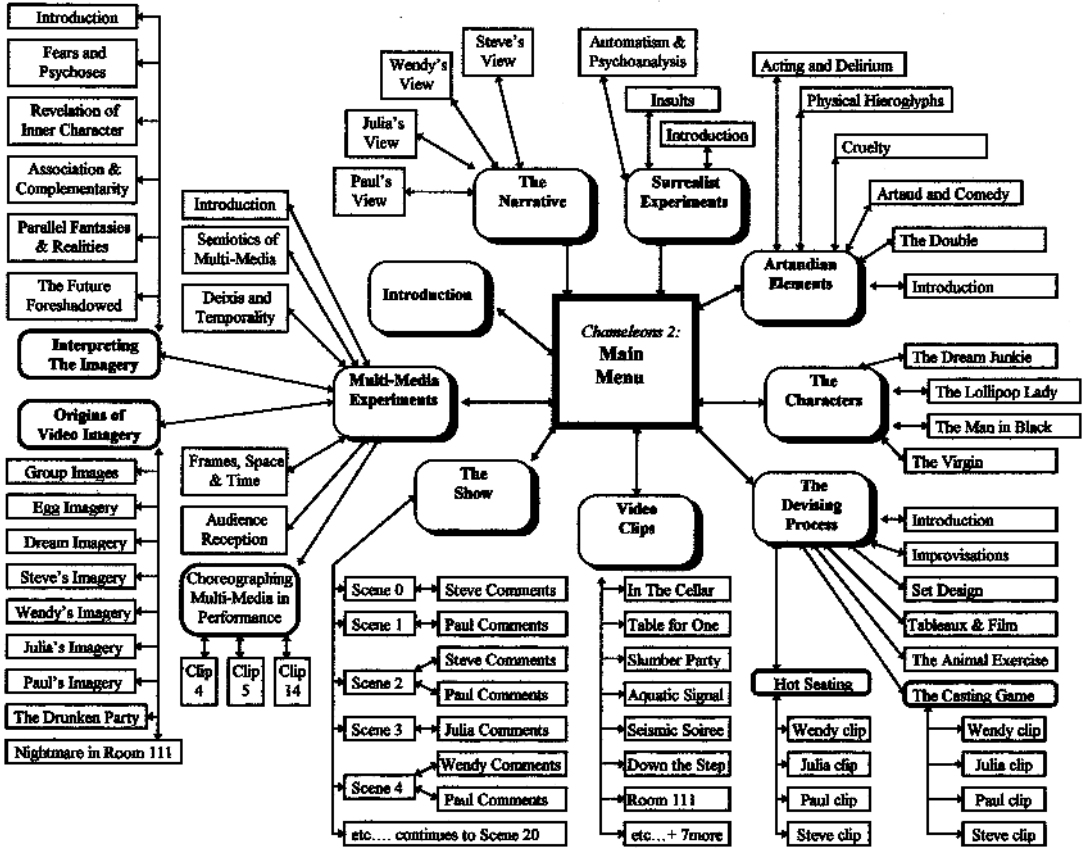 Introduction
Fears and
Psychoses
Revelation of
Inner Character
Association &
Complementarity
Parallel Fantasies
& Realities
The Future
Foreshadowed
Interpreting
The Imagery
Origins of
Video Imagery
Group Images
Egg Imagery
Dream Imagery
Steve's Imagery
Wendy's Imagery
Julia's Imagery
Paul's Imagery
The Drunken Party
Nightmare in Room 111
Introduction
Semiotics of
Multi-Media
Deixis and
Temporality
Multi-Media
Experiments
Frames, Space
& Time
Audience
Reception
Choreographing
Multi-Media in
Performance
Clip
4
Clip
5
Clip
14
Steve's
View
Wendy's
View
Julia's
View
Paul's
View
The
Narrative
Automatism &
Psychoanalysis
Insults
Introduction
Surrealist
Experiments
Acting and Delirium
Physical Hieroglyphs
Cruelty
Artaud and Comedy
The Double
Introduction
Artaudian
Elements
Introduction
Chameleons 2:
Main
Menu
The
Characters
The Dream Junkie
The Lollipop Lady
The Man in Black
The Virgin
The
Show
Scene 0
Steve Comments
Scene 1
Paul Comments
Scene 2
Steve Comments
Paul Comments
Scene 3
Julia Comments
Scene 4
Wendy Comments
Paul Comments
etc.... continues to Scene 20
Video
Clips
In The Cellar
Table for One
Slumber Party
Aquatic Signal
Seismic Soiree
Down the Step
Room 111
etc...+ 7more
The
Devising
Process
Introduction
Improvisations
Set Design
Tableaux & Film
The Animal Exercise
Hot Seating
Wendy clip
Julia clip
Paul clip
Steve clip
The Casting Game
Wendy clip
Julia clip
Paul clip
Steve clip